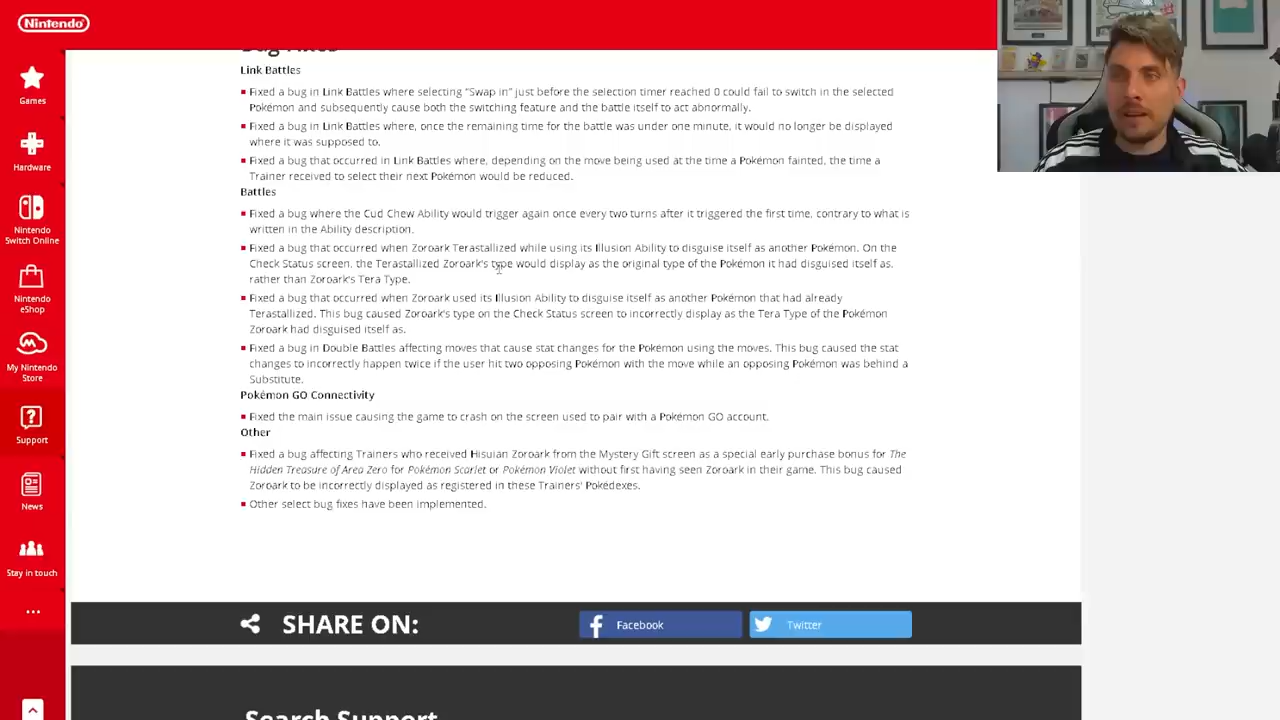 Nintendo
Games
Hardware
Nintendo
Switch Online
Nintendo
eShop
My Nintendo
Store
Support
News
Stay in touch
Bug Fixes
Link Battles
Fixed a bug in Link Battles where selecting “Swap in” just before the selection timer reached 0 could fail to switch in the selected
Pokémon and subsequently cause both the switching feature and the battle itself to act abnormally.
Fixed a bug in Link Battles where, once the remaining time for the battle was under one minute, it would no longer be displayed
where it was supposed to.
Fixed a bug that occurred in Link Battles where, depending on the move being used at the time a Pokémon fainted, the time a
Trainer received to select their next Pokémon would be reduced.
Battles
Fixed a bug where the Cud Chew Ability would trigger again once every two turns after it triggered the first time, contrary to what is
written in the Ability description.
Fixed a bug that occurred when Zoroark Terastallized while using its Illusion Ability to disguise itself as another Pokémon. On the
Check Status screen, the Terastallized Zoroark's type would display as the original type of the Pokémon it had disguised itself as,
rather than Zoroark's Tera Type.
Fixed a bug that occurred when Zoroark used its Illusion Ability to disguise itself as another Pokémon that had already
Terastallized. This bug caused Zoroark's type on the Check Status screen to incorrectly display as the Tera Type of the Pokémon
Zoroark had disguised itself as.
Fixed a bug in Double Battles affecting moves that cause stat changes for the Pokémon using the moves. This bug caused the stat
changes to incorrectly happen twice if the user hit two opposing Pokémon with the move while an opposing Pokémon was behind a
Substitute.
Pokémon GO Connectivity
Fixed the main issue causing the game to crash on the screen used to pair with a Pokémon GO account.
Other
Fixed a bug affecting Trainers who received Hisuian Zoroark from the Mystery Gift screen as a special early purchase bonus for The
Hidden Treasure of Area Zero for Pokémon Scarlet or Pokémon Violet without first having seen Zoroark in their game. This bug caused
Zoroark to be incorrectly displayed as registered in these Trainers' Pokédexes.
Other select bug fixes have been implemented.
SHARE ON:
Facebook
Twitter
Search Support